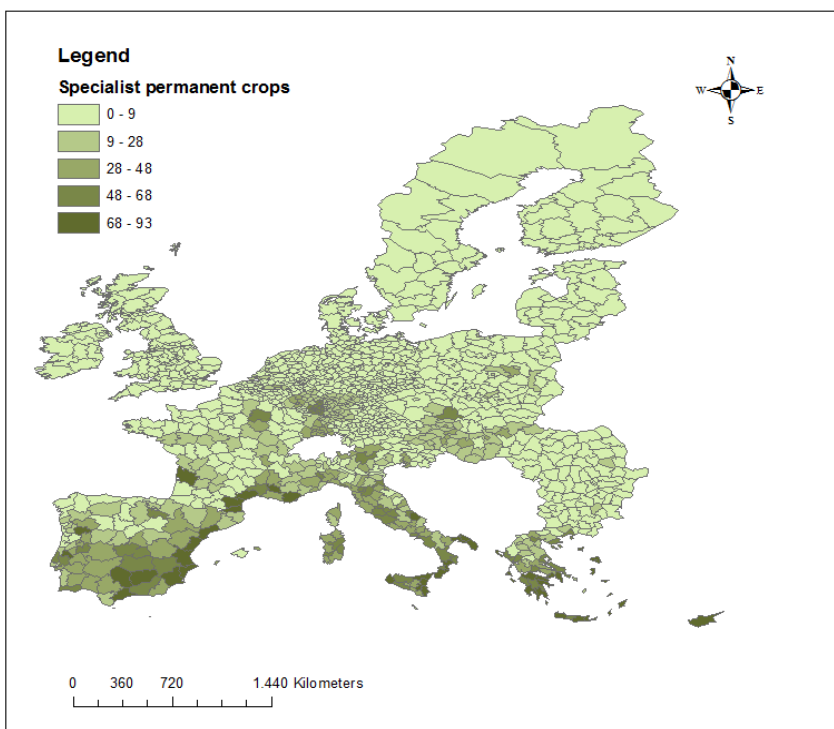 Legend
Specialist permanent crops
0 - 9
9 - 28
28 - 48
48 - 68
68 - 93
N
W E
S
0 360 720 1.440 Kilometers